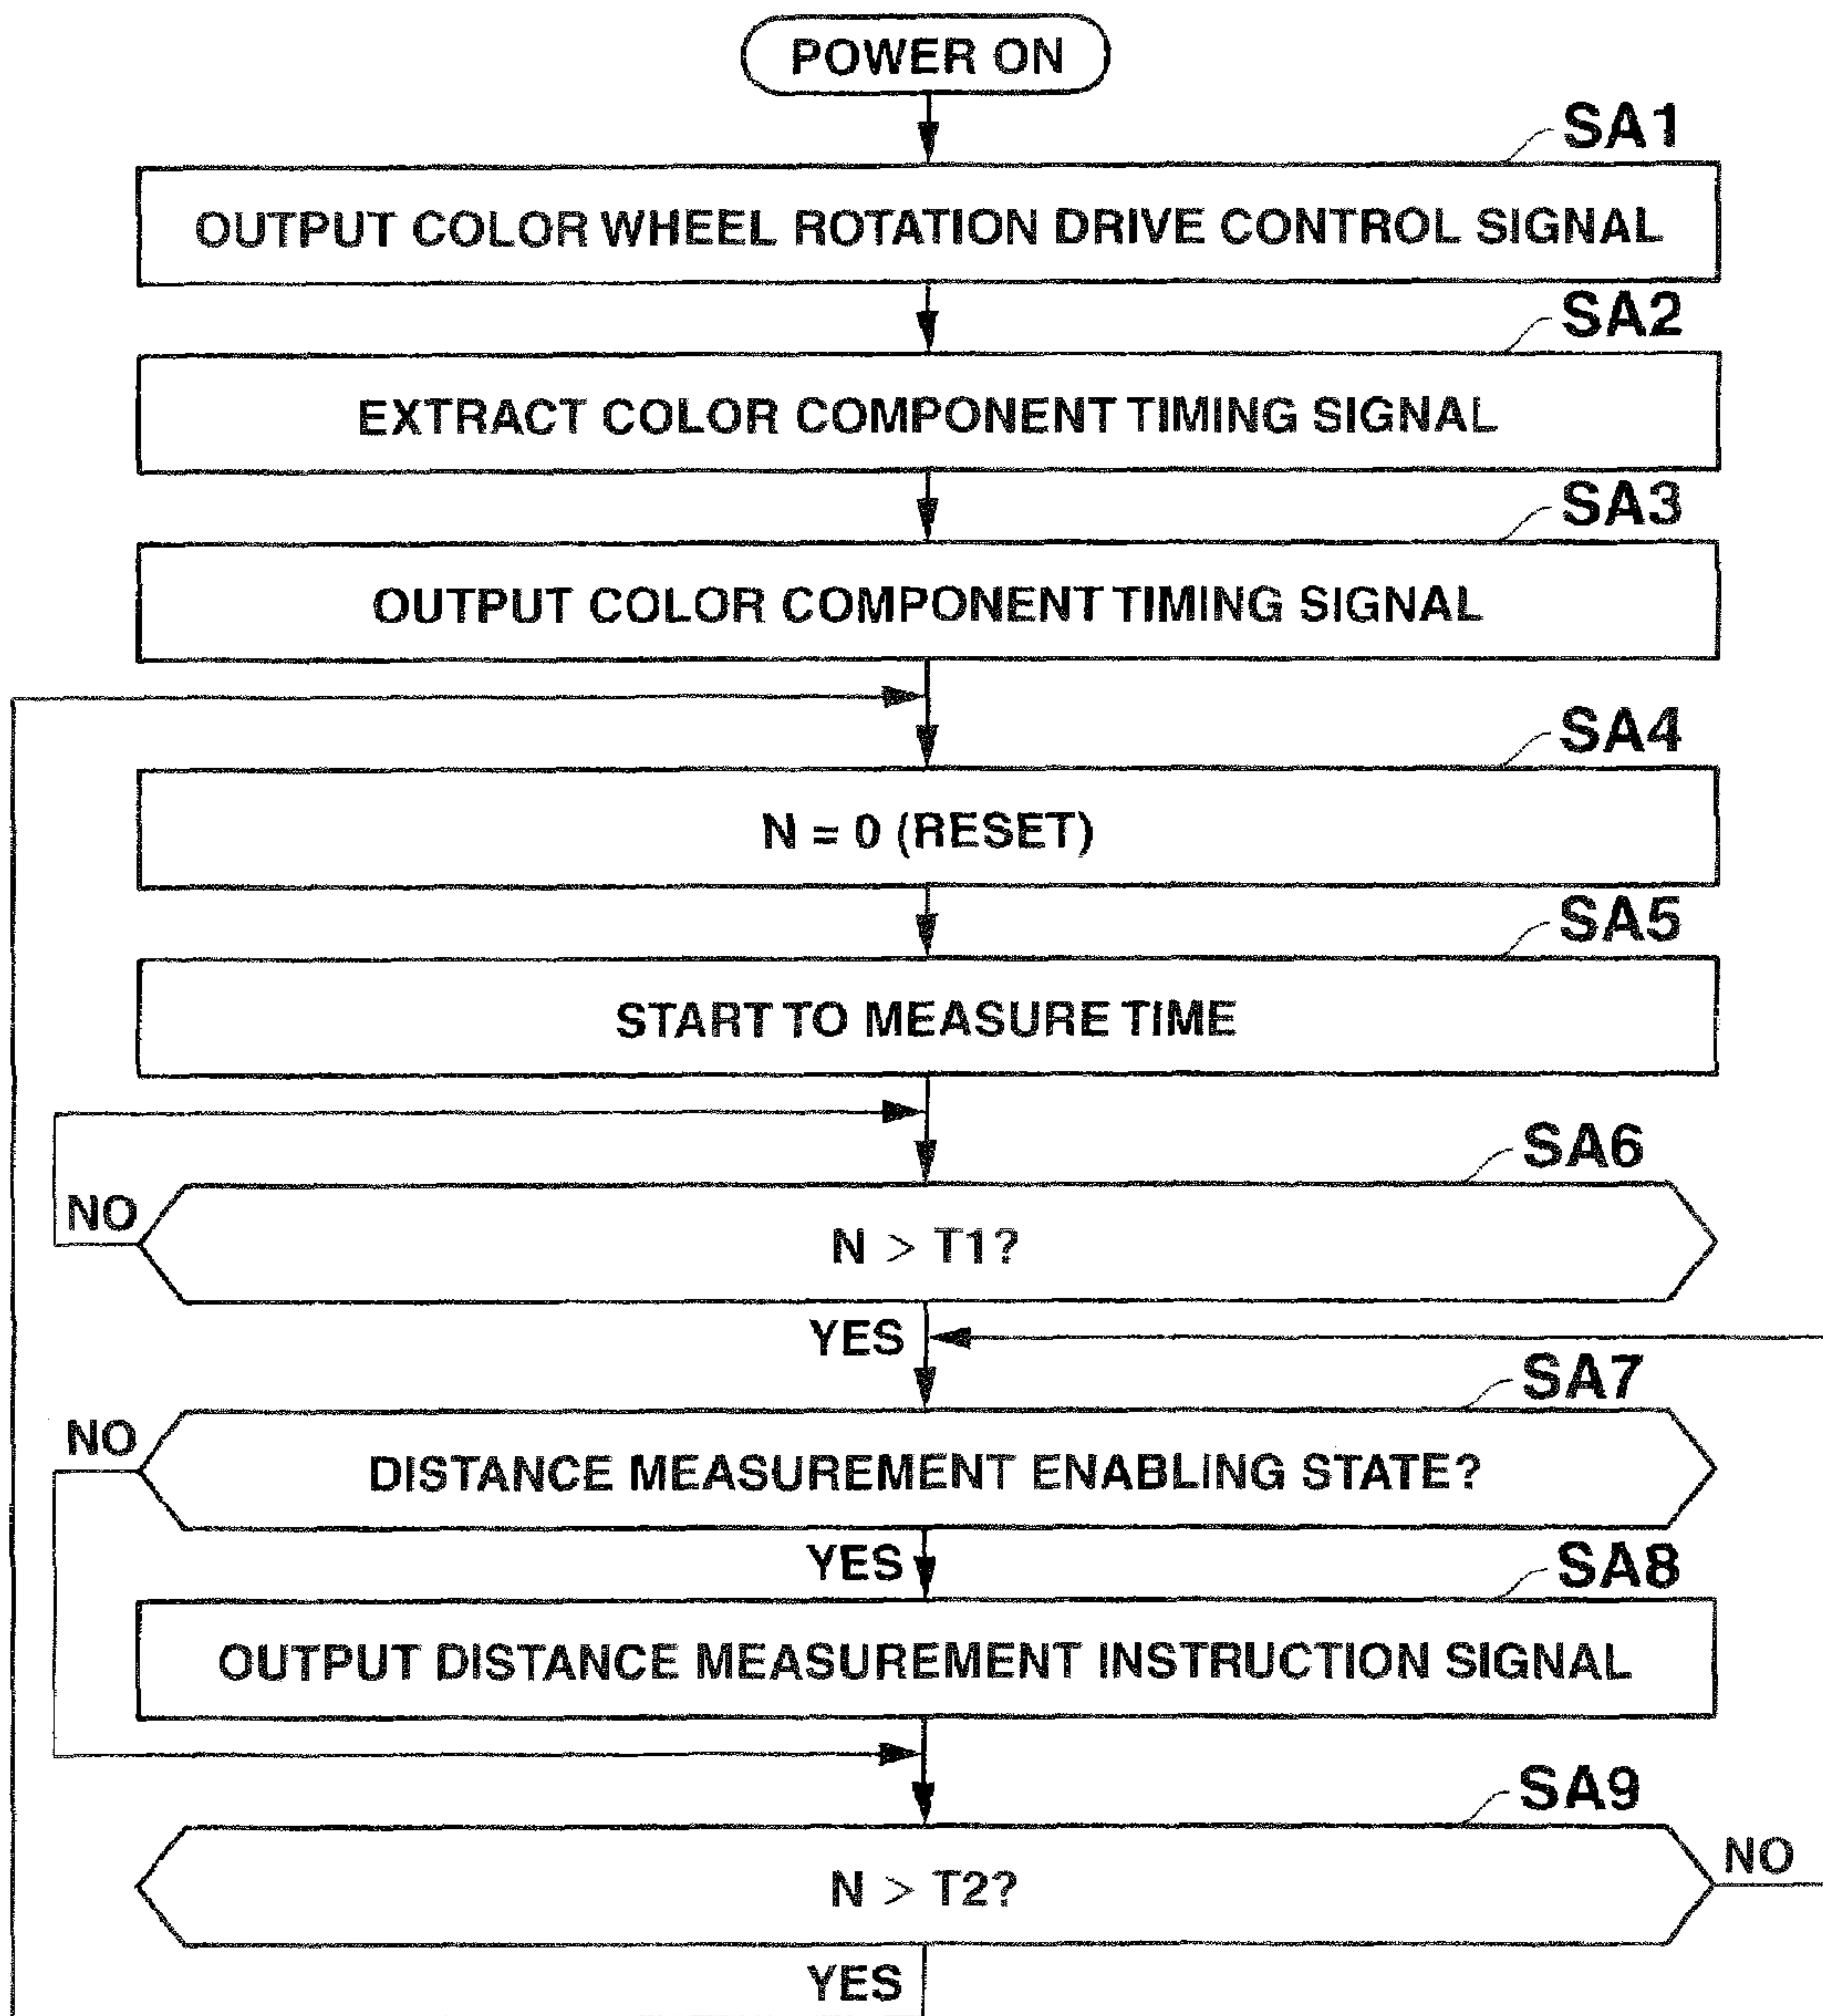 POWER ON
SA1
OUTPUT COLOR WHEEL ROTATION DRIVE CONTROL SIGNAL
SA2
EXTRACT COLOR COMPONENT TIMING SIGNAL
SA3
OUTPUT COLOR COMPONENT TIMING SIGNAL
SA4
N = 0 (RESET)
SA5
START TO MEASURE TIME
SA6
NO
N > T1?
YES
SA7
NO
DISTANCE MEASUREMENT ENABLING STATE?
YES
SA8
OUTPUT DISTANCE MEASUREMENT INSTRUCTION SIGNAL
SA9
N > T2?
NO
YES